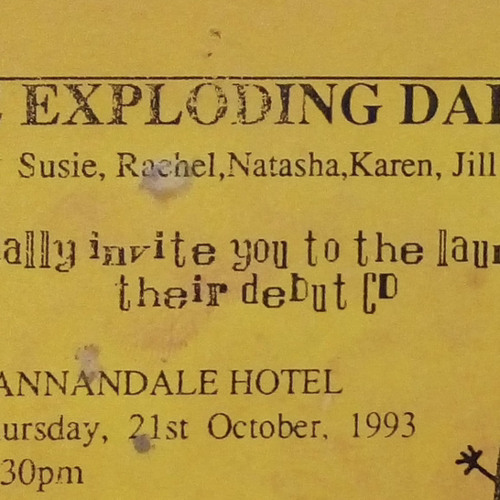 EXPLODING DA
Susie, Rachel,Natasha,Karen, Jill
ally invite you to the laun
their debut CD
ANNANDALE HOTEL
ursday, 21st October, 1993
30pm